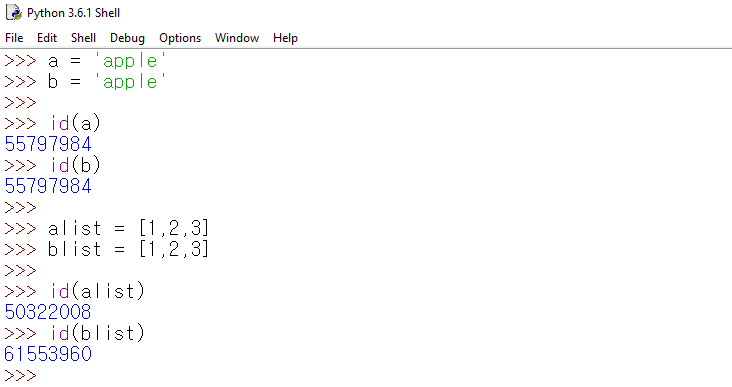 Python 3.6.1 Shell
File Edit Shell Debug Options Window Help
>>> a = 'apple'
>>> b = 'apple'
>>>
>>> id(a)
55797984
>>> id(b)
55797984
>>>
>>> alist = [1,2,3]
>>> blist = [1,2,3]
>>>
>>> id(alist)
50322008
>>> id(blist)
61553960
>>>